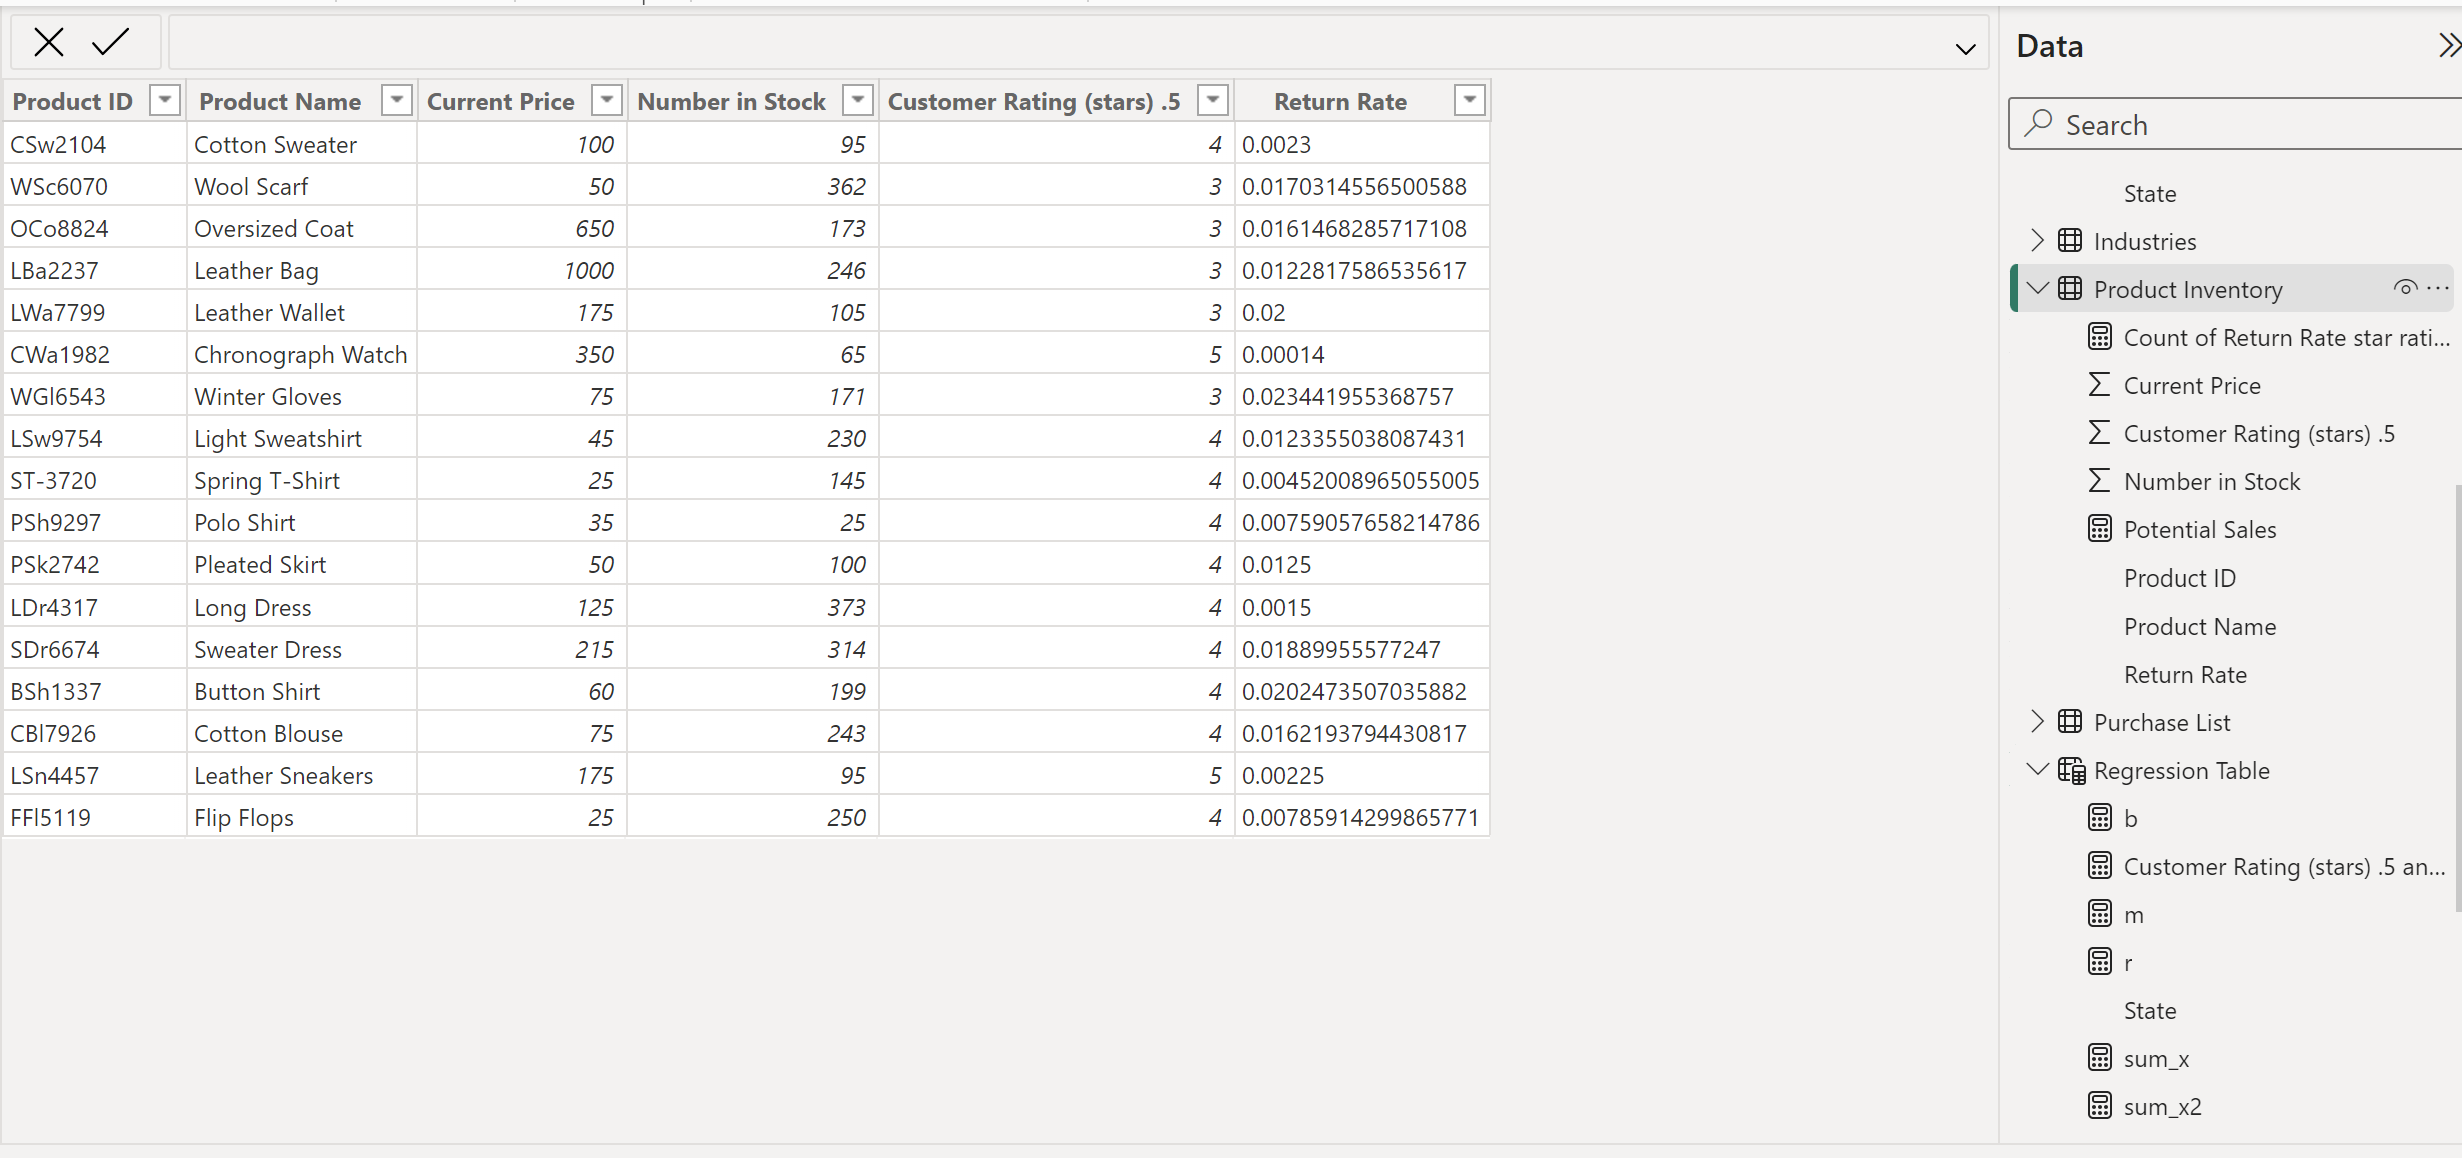 Product ID Product Name Current Price Number in Stock Customer Rating (stars) .5 Return Rate
CSw2104 Cotton Sweater 100 95 4 0.0023
WSc6070 Wool Scarf 50 362 3 0.0170314556500588
OCo8824 Oversized Coat 650 173 3 0.0161468285717108
LBa2237 Leather Bag 1000 246 3 0.0122817586535617
LWa7799 Leather Wallet 175 105 3 0.02
CWa1982 Chronograph Watch 350 65 5 0.00014
WGl6543 Winter Gloves 75 171 3 0.023441955368757
LSw9754 Light Sweatshirt 45 230 4 0.0123355038087431
ST-3720 Spring T-Shirt 25 145 4 0.00452008965055005
PSh9297 Polo Shirt 35 25 4 0.00759057658214786
PSk2742 Pleated Skirt 50 100 4 0.0125
LDr4317 Long Dress 125 373 4 0.0015
SDr6674 Sweater Dress 215 314 4 0.01889955577247
BSh1337 Button Shirt 60 199 4 0.0202473507035882
CBl7926 Cotton Blouse 75 243 4 0.0162193794430817
LSn4457 Leather Sneakers 175 95 5 0.00225
FFl5119 Flip Flops 25 250 4 0.00785914299865771
Data
Search
State
Industries
Product Inventory
Count of Return Rate star rati...
Current Price
Customer Rating (stars) .5
Number in Stock
Potential Sales
Product ID
Product Name
Return Rate
Purchase List
Regression Table
b
Customer Rating (stars) .5 an...
m
r
State
sum_x
sum_x2